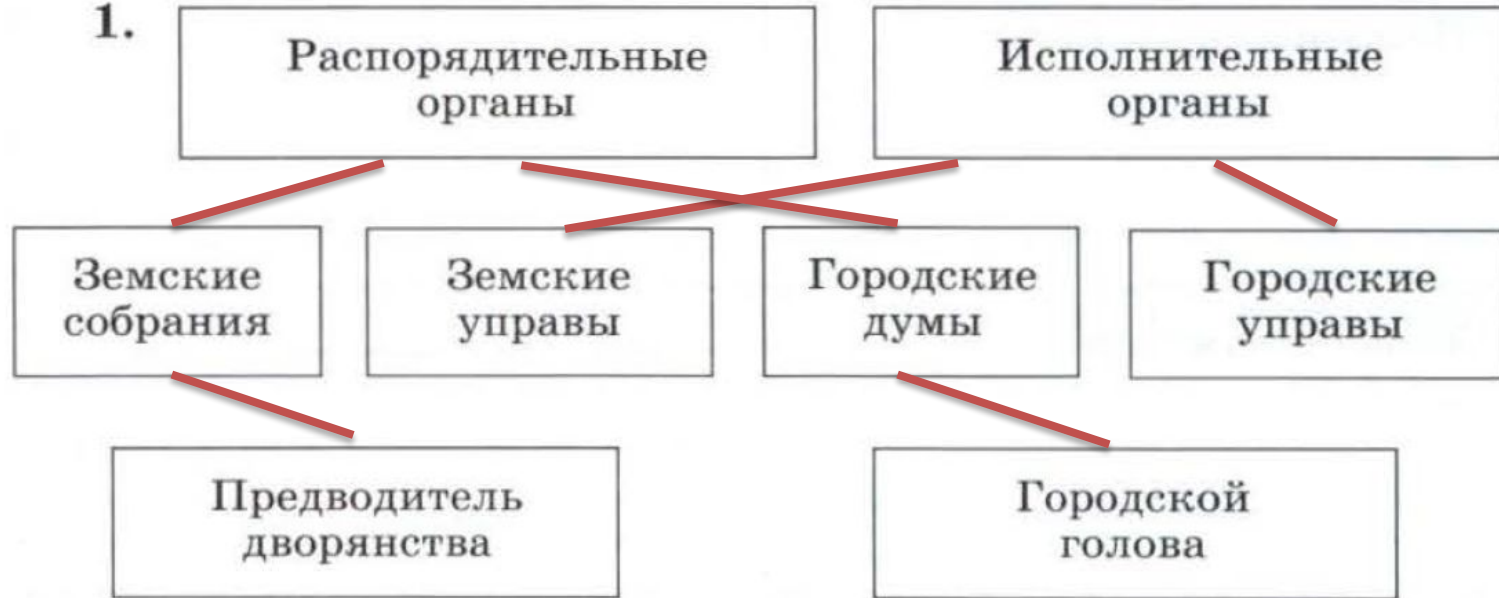 1.
Распорядительные
органы
Исполнительные
органы
Земские
собрания
Земские
управы
Городские
думы
Городские
управы
Предводитель
дворянства
Городской
голова